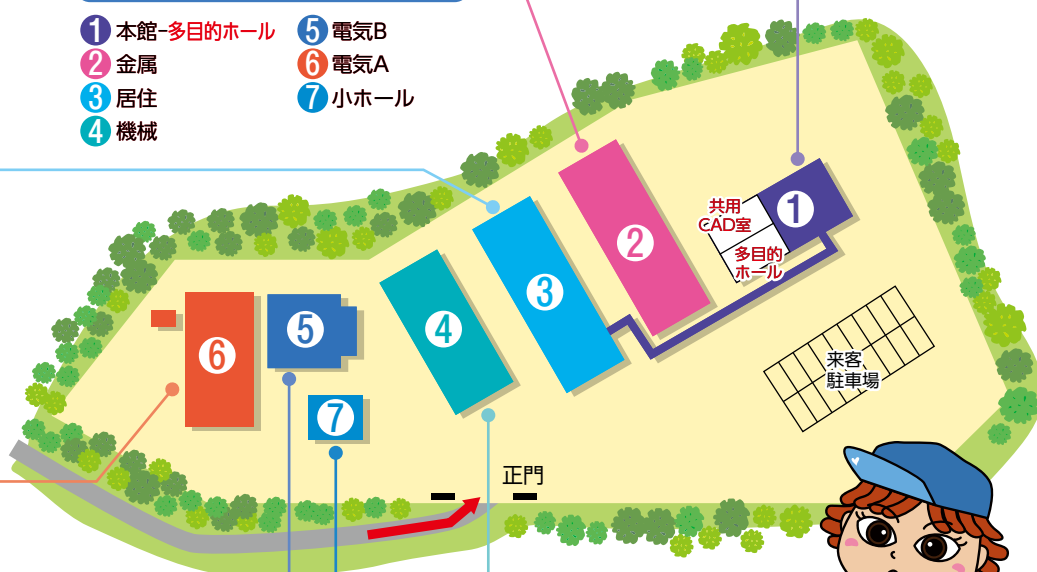 1 本館-多目的ホール
2 金属
3 居住
4 機械
5 電気B
6 電気A
7 小ホール
共用
CAD室
1
多目的
ホール
2
3
4
5
6
7
来客
駐車場
正門